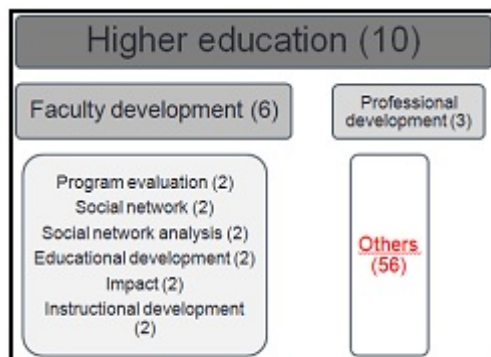 Higher education (10)
Faculty development (6)
Professional
development (3)
Program evaluation (2)
Social network (2)
Social network analysis (2)
Educational development (2)
Impact (2)
Instructional development
(2)
Others
(56)